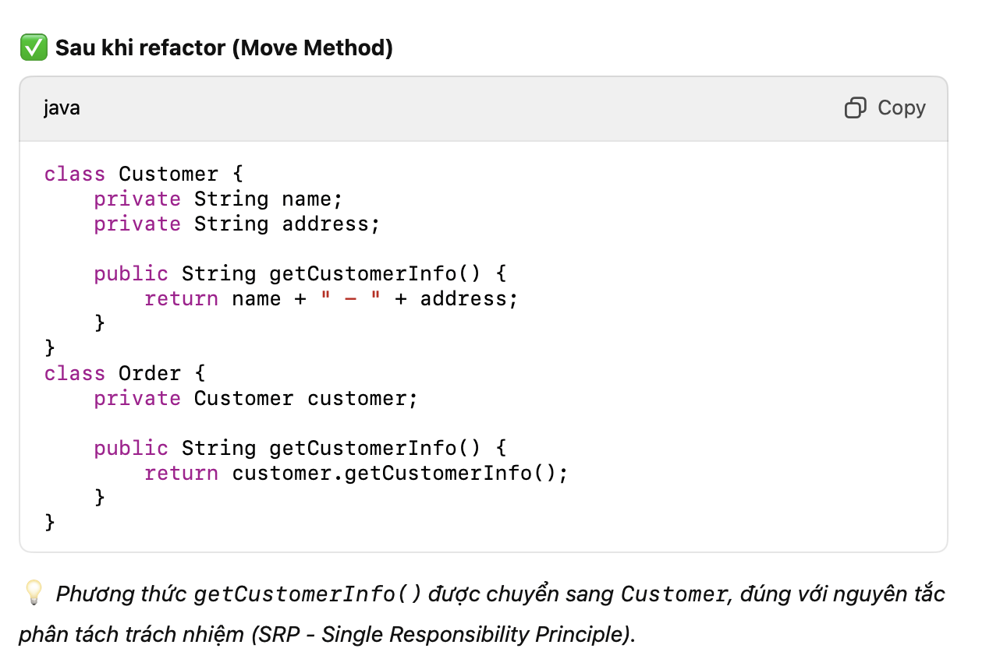 ✅ Sau khi refactor (Move Method)
java
Copy
class Customer {
    private String name;
    private String address;

    public String getCustomerInfo() {
        return name + " - " + address;
    }
}
class Order {
    private Customer customer;

    public String getCustomerInfo() {
        return customer.getCustomerInfo();
    }
}
💡 Phương thức getCustomerInfo() được chuyển sang Customer, đúng với nguyên tắc
phân tách trách nhiệm (SRP - Single Responsibility Principle).